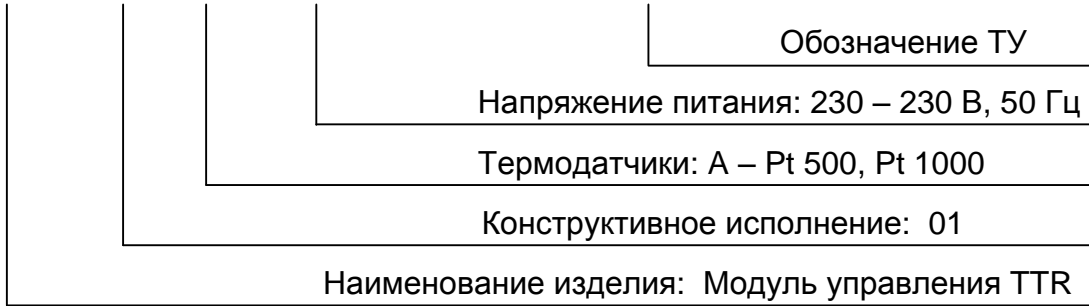 Обозначение ТУ
Напряжение питания: 230 – 230 В, 50 Гц
Термодатчики: А – Pt 500, Pt 1000
Конструктивное исполнение: 01
Наименование изделия: Модуль управления TTR